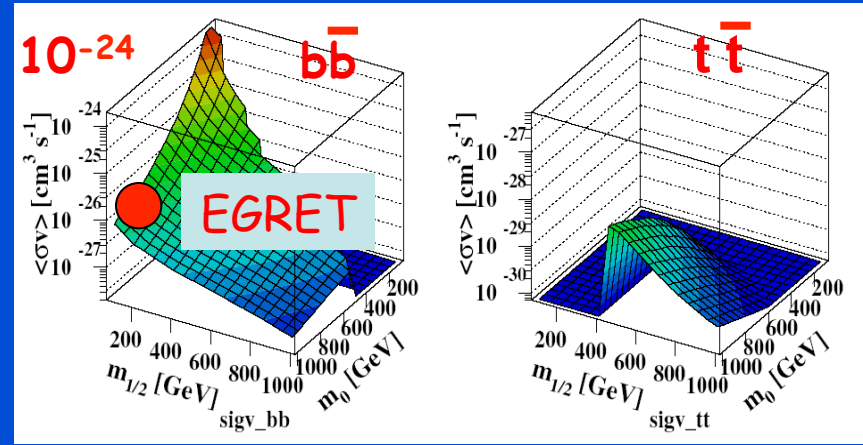 10-24
bb̅
EGRET
<σv> [cm³ s⁻¹]
10⁻²⁴
10⁻²⁵
10⁻²⁶
10⁻²⁷
200
400
600
800
1000
m1/2 [GeV]
200
400
600
800
1000
m0 [GeV]
sigv_bb
t t̅
<σv> [cm³ s⁻¹]
10⁻²⁷
10⁻²⁸
10⁻²⁹
10⁻³⁰
200
400
600
800
1000
m1/2 [GeV]
200
400
600
800
1000
m0 [GeV]
sigv_tt